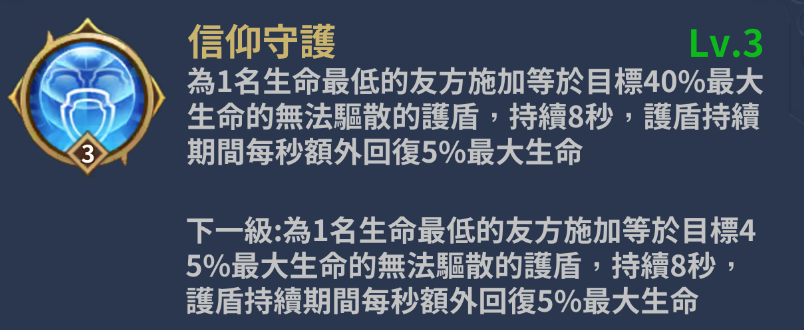 信仰守護
Lv.3
為1名生命最低的友方施加等於目標40%最大
生命的無法驅散的護盾，持續8秒，護盾持續
期間每秒額外回復5%最大生命
3
下一級:為1名生命最低的友方施加等於目標4
5%最大生命的無法驅散的護盾，持續8秒，
護盾持續期間每秒額外回復5%最大生命